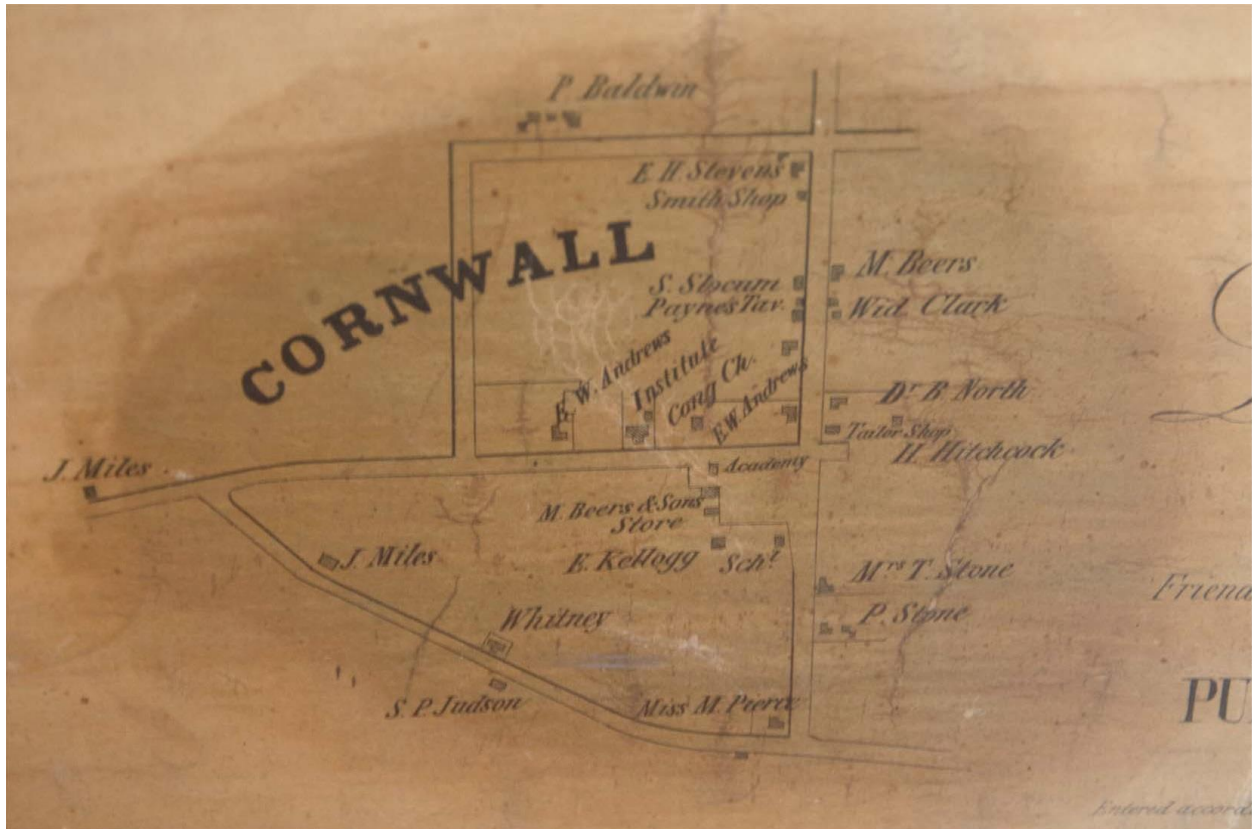 P. Baldwin
E. H. Stevens
Smith Shop
CORNWALL
M. Beers
S. Slocum
Paynes Tav.
Wid. Clark
E. W. Andrews
Institute
Cong Ch.
E. W. Andrews
Dr. B. North
Tailor Shop
H. Hitchcock
J. Miles
Academy
M. Beers & Sons
Store
E. Kellogg
Scht
J. Miles
Mrs T. Stone
Friend
P. Stone
Whitney
S. P. Judson
Miss M. Pierce
PU
Entered accord